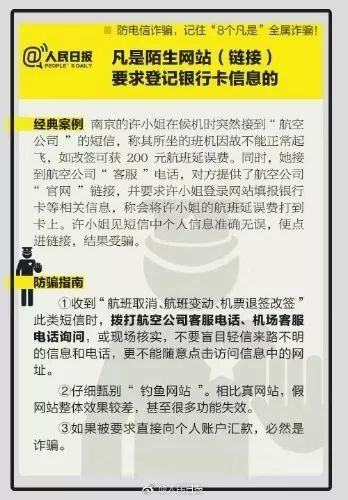 防电信诈骗，记住“8个凡是”全属诈骗！
@人民日报
PEOPLE'S DAILY
凡是陌生网站（链接）
要求登记银行卡信息的
经典案例 南京的许小姐在候机时突然接到“航空
公司”的短信，称其所坐的班机因故不能正常起
飞，如改签可获 200 元航班延误费。同时，她接
到航空公司“客服”电话，对方提供了航空公司
“官网”链接，并要求许小姐登录网站填报银行
卡等相关信息，称会将许小姐的航班延误费打到
卡上。许小姐见短信中个人信息准确无误，便点
进链接，结果受骗。
防骗指南
①收到“航班取消、航班变动、机票退签改签”
此类短信时，拨打航空公司客服电话、机场客服
电话询问，或现场核实，不要盲目轻信来路不明
的信息和电话，更不能随意点击访问信息中的网
址。
②仔细甄别“钓鱼网站”。相比真网站，假
网站整体效果较差，甚至很多功能失效。
③如果被要求直接向个人账户汇款，必然是
诈骗。
@人民日报